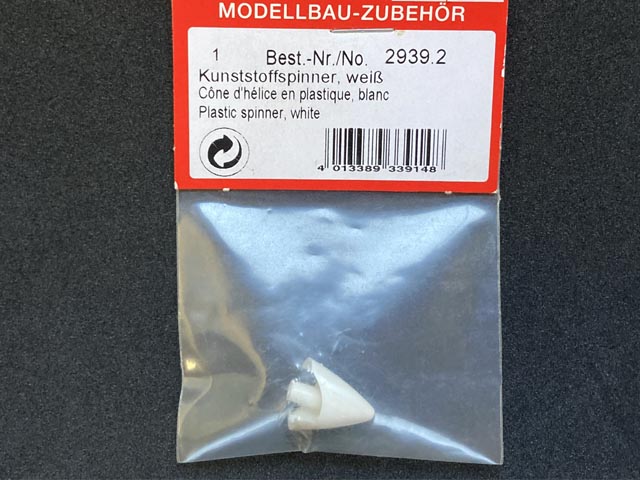 MODELLBAU-ZUBEHÖR
1 Best.-Nr./No. 2939.2
Kunststoffspinner, weiß
Cône d'hélice en plastique, blanc
Plastic spinner, white
4 013389 339148